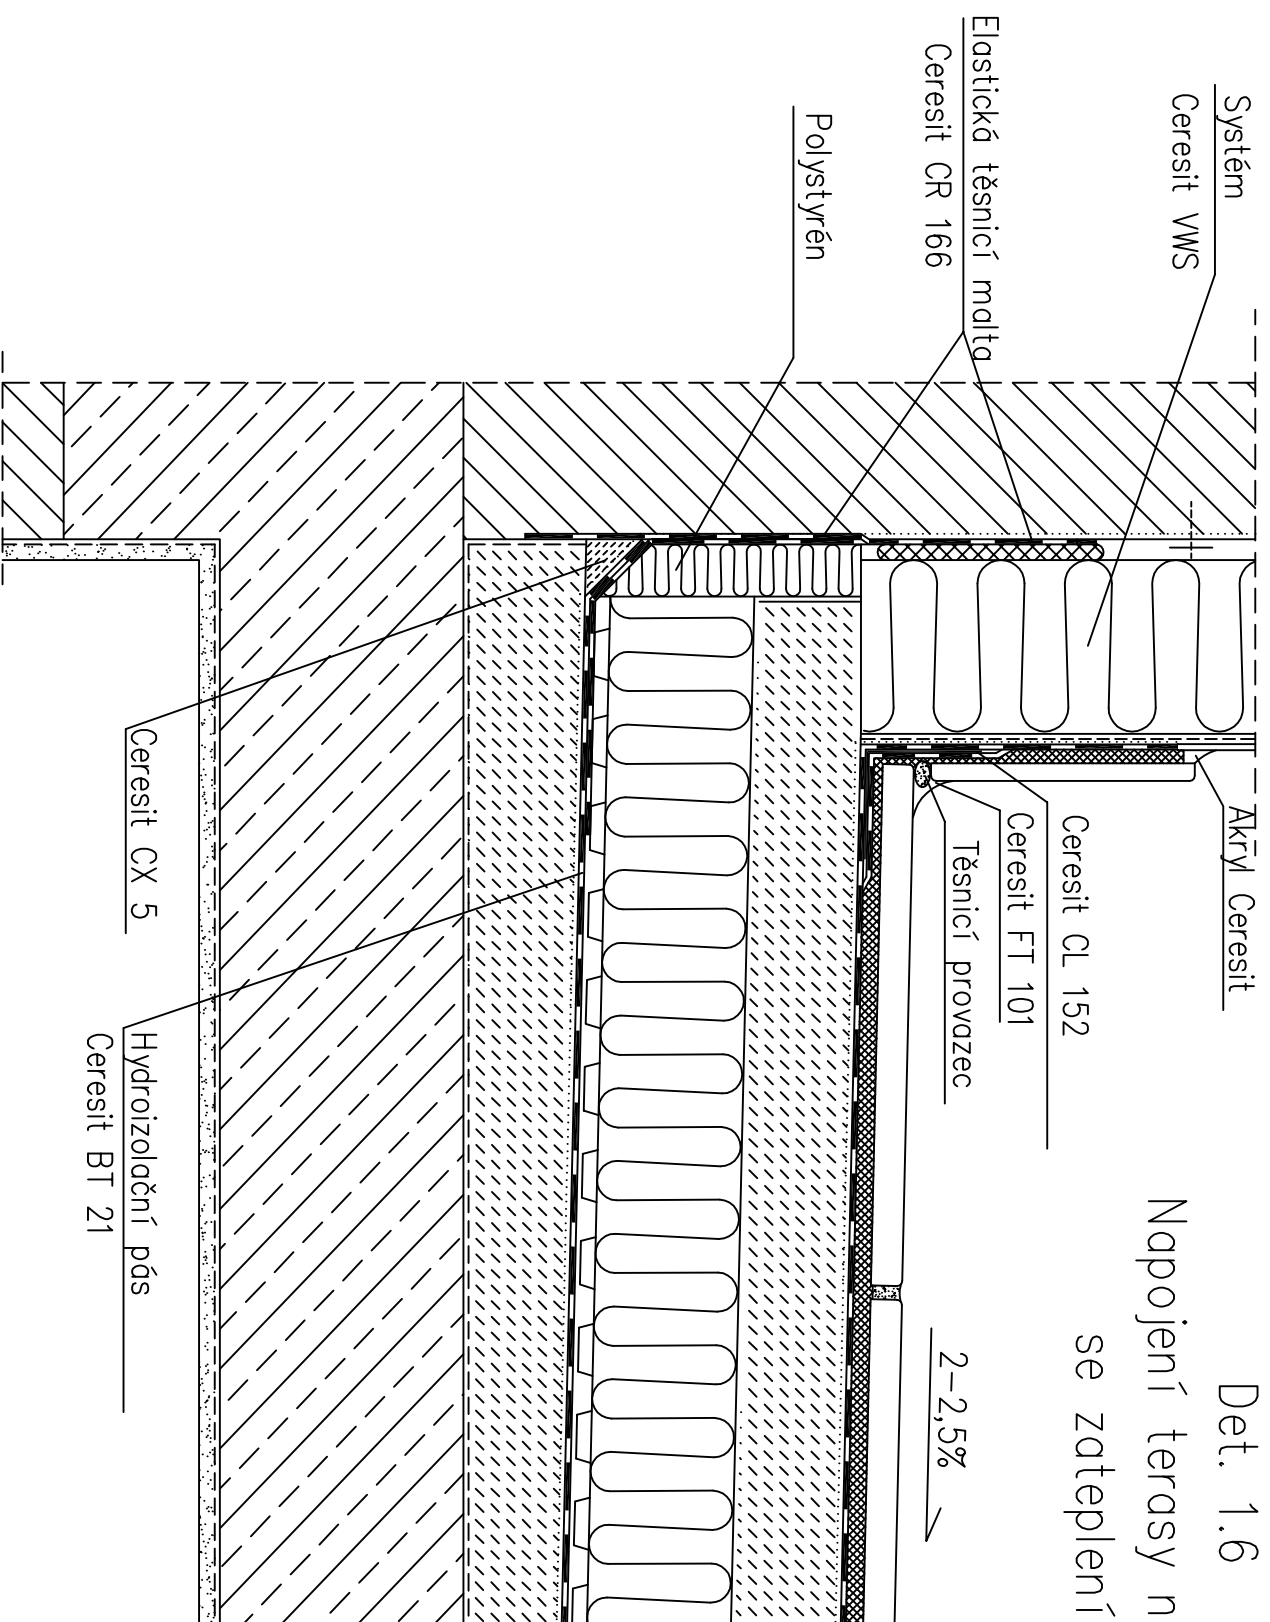 Det. 1.6
Napojení terasy n
se zateplení
Systém
Ceresit VWS
Elastická těsnicí malta
Ceresit CR 166
Polystyrén
Akryl Ceresit
Ceresit CL 152
Ceresit FT 101
Těsnicí provazec
2-2,5%
Ceresit CX 5
Hydroizolační pás
Ceresit BT 21